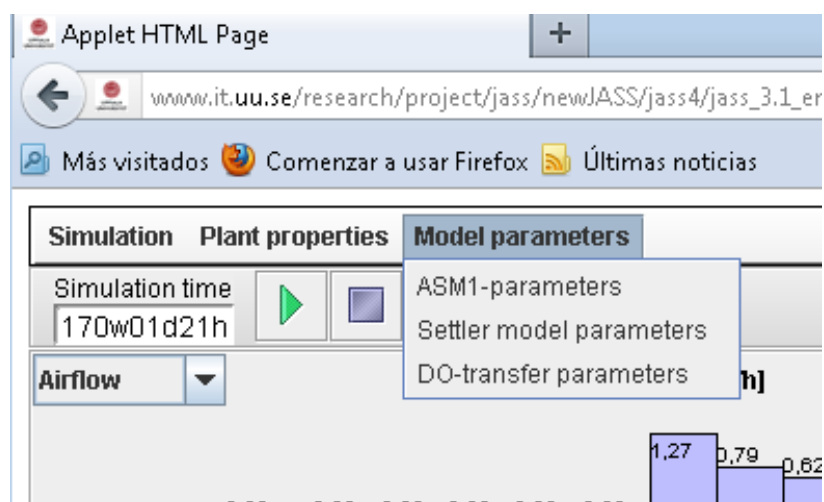 Applet HTML Page
www.it.uu.se/research/project/jass/newJASS/jass4/jass_3.1_er
Más visitados Comenzar a usar Firefox Últimas noticias
Simulation Plant properties Model parameters
Simulation time
170w01d21h
ASM1-parameters
Settler model parameters
DO-transfer parameters
Airflow
h]
1,27 0,79 0,62